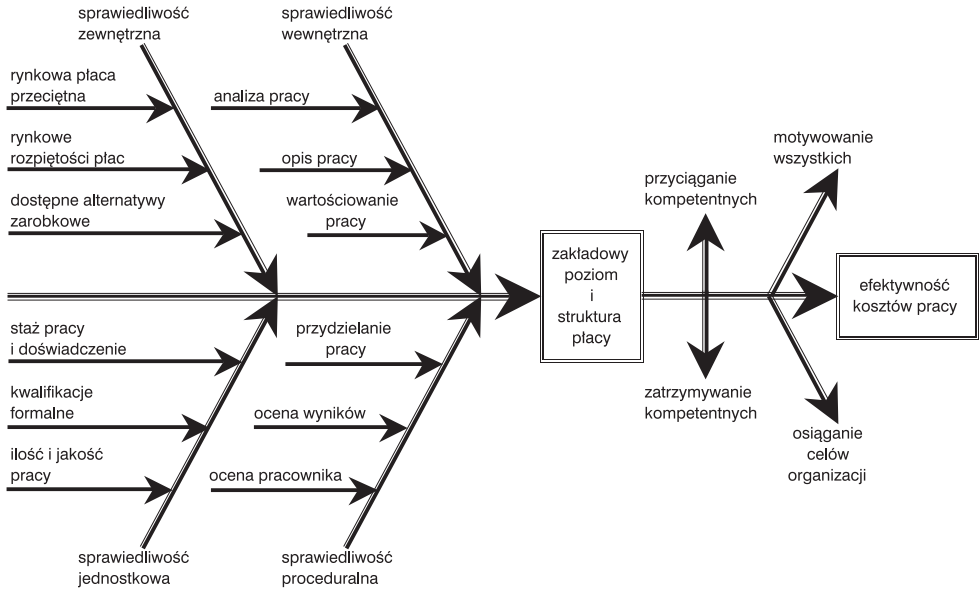 sprawiedliwość
zewnętrzna
sprawiedliwość
wewnętrzna
rynkowa płaca
przeciętna
rynkowe
rozpiętości płac
dostępne alternatywy
zarobkowe
analiza pracy
opis pracy
wartościowanie
pracy
staż pracy
i doświadczenie
kwalifikacje
formalne
ilość i jakość
pracy
przydzielanie
pracy
ocena wyników
ocena pracownika
sprawiedliwość
jednostkowa
sprawiedliwość
proceduralna
zakładowy
poziom
i
struktura
płacy
przyciąganie
kompetentnych
zatrzymywanie
kompetentnych
motywowanie
wszystkich
efektywność
kosztów pracy
osiąganie
celów
organizacji